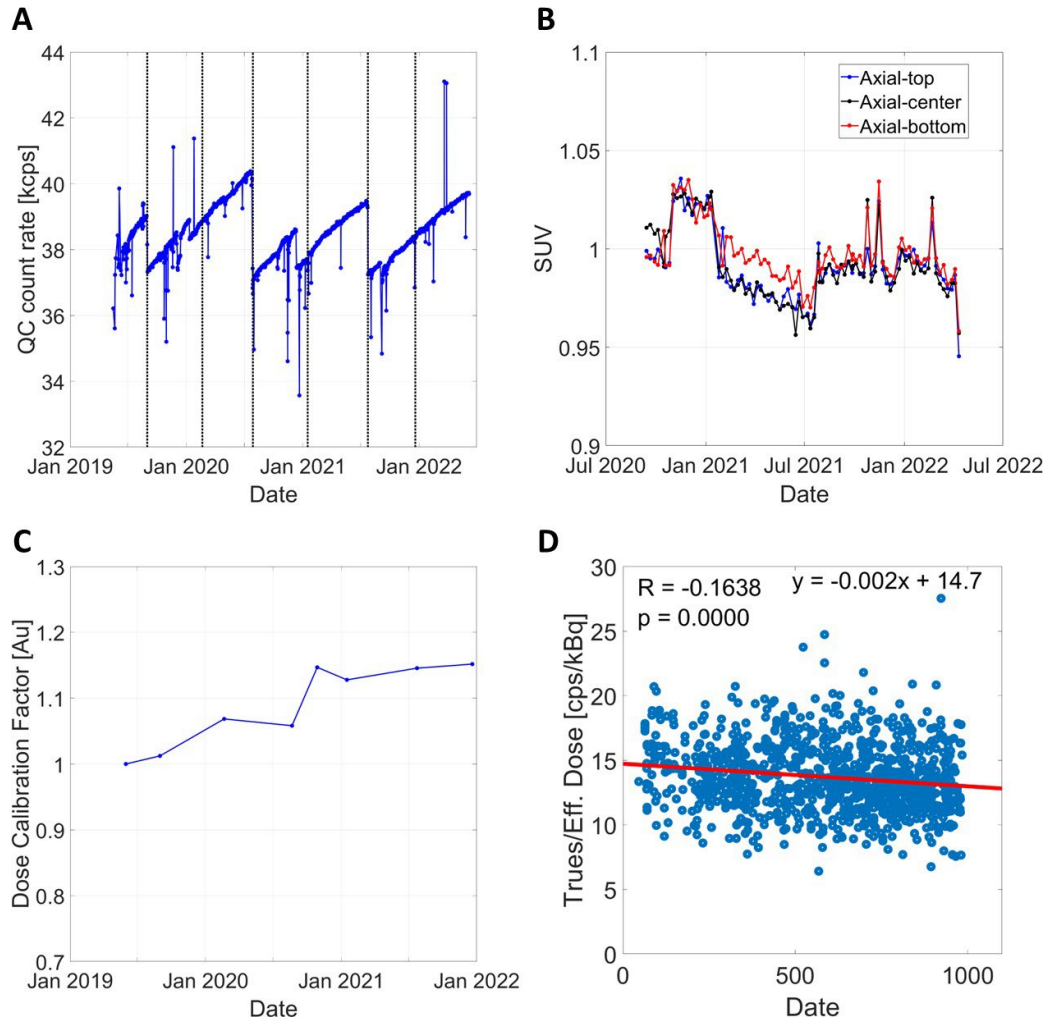 A
QC count rate [kcps]
44
42
40
38
36
34
32
Jan 2019
Jan 2020
Jan 2021
Jan 2022
Date
B
SUV
1.1
1.05
1
0.95
0.9
Axial-top
Axial-center
Axial-bottom
Jul 2020
Jan 2021
Jul 2021
Jan 2022
Jul 2022
Date
C
Dose Calibration Factor [Au]
1.3
1.2
1.1
1
0.9
0.8
0.7
Jan 2019
Jan 2020
Jan 2021
Jan 2022
Date
D
Trues/Eff. Dose [cps/kBq]
30
25
20
15
10
5
0
R = -0.1638
p = 0.0000
y = -0.002x + 14.7
0
500
1000
Date